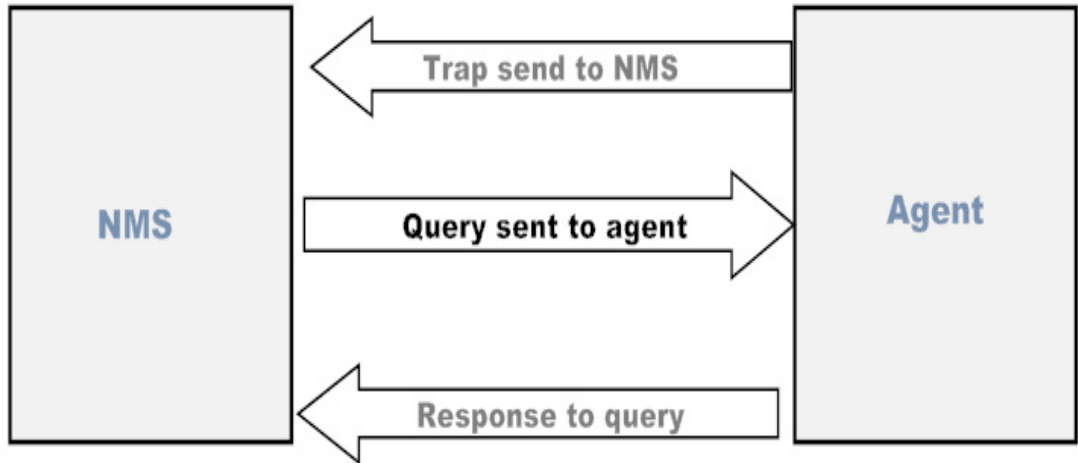 Trap send to NMS
NMS
Query sent to agent
Agent
Response to query